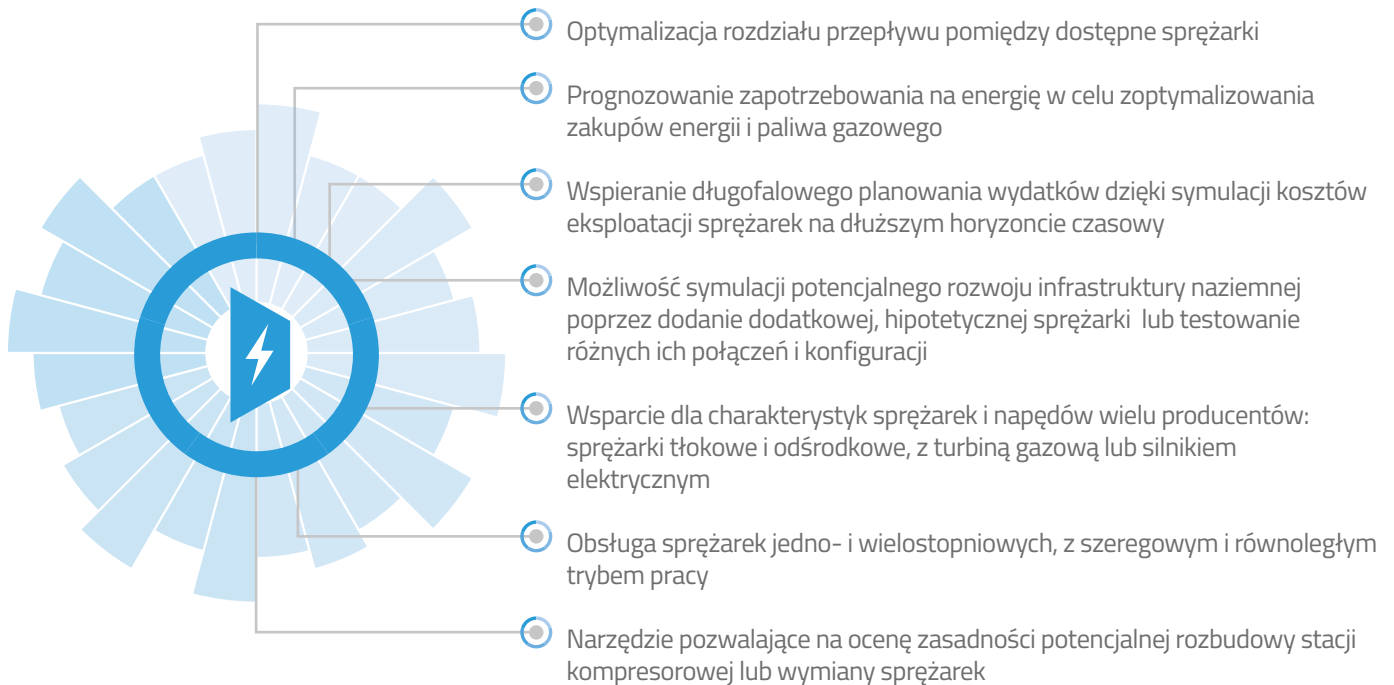 Optymalizacja rozdziału przepływu pomiędzy dostępne sprężarki
Prognozowanie zapotrzebowania na energię w celu zoptymalizowania
zakupów energii i paliwa gazowego
Wspieranie długofalowego planowania wydatków dzięki symulacji kosztów
eksploatacji sprężarek na dłuższym horyzoncie czasowy
Możliwość symulacji potencjalnego rozwoju infrastruktury naziemnej
poprzez dodanie dodatkowej, hipotetycznej sprężarki lub testowanie
różnych ich połączeń i konfiguracji
Wsparcie dla charakterystyk sprężarek i napędów wielu producentów:
sprężarki tłokowe i odśrodkowe, z turbiną gazową lub silnikiem
elektrycznym
Obsługa sprężarek jedno- i wielostopniowych, z szeregowym i równoległym
trybem pracy
Narzędzie pozwalające na ocenę zasadności potencjalnej rozbudowy stacji
kompresorowej lub wymiany sprężarek